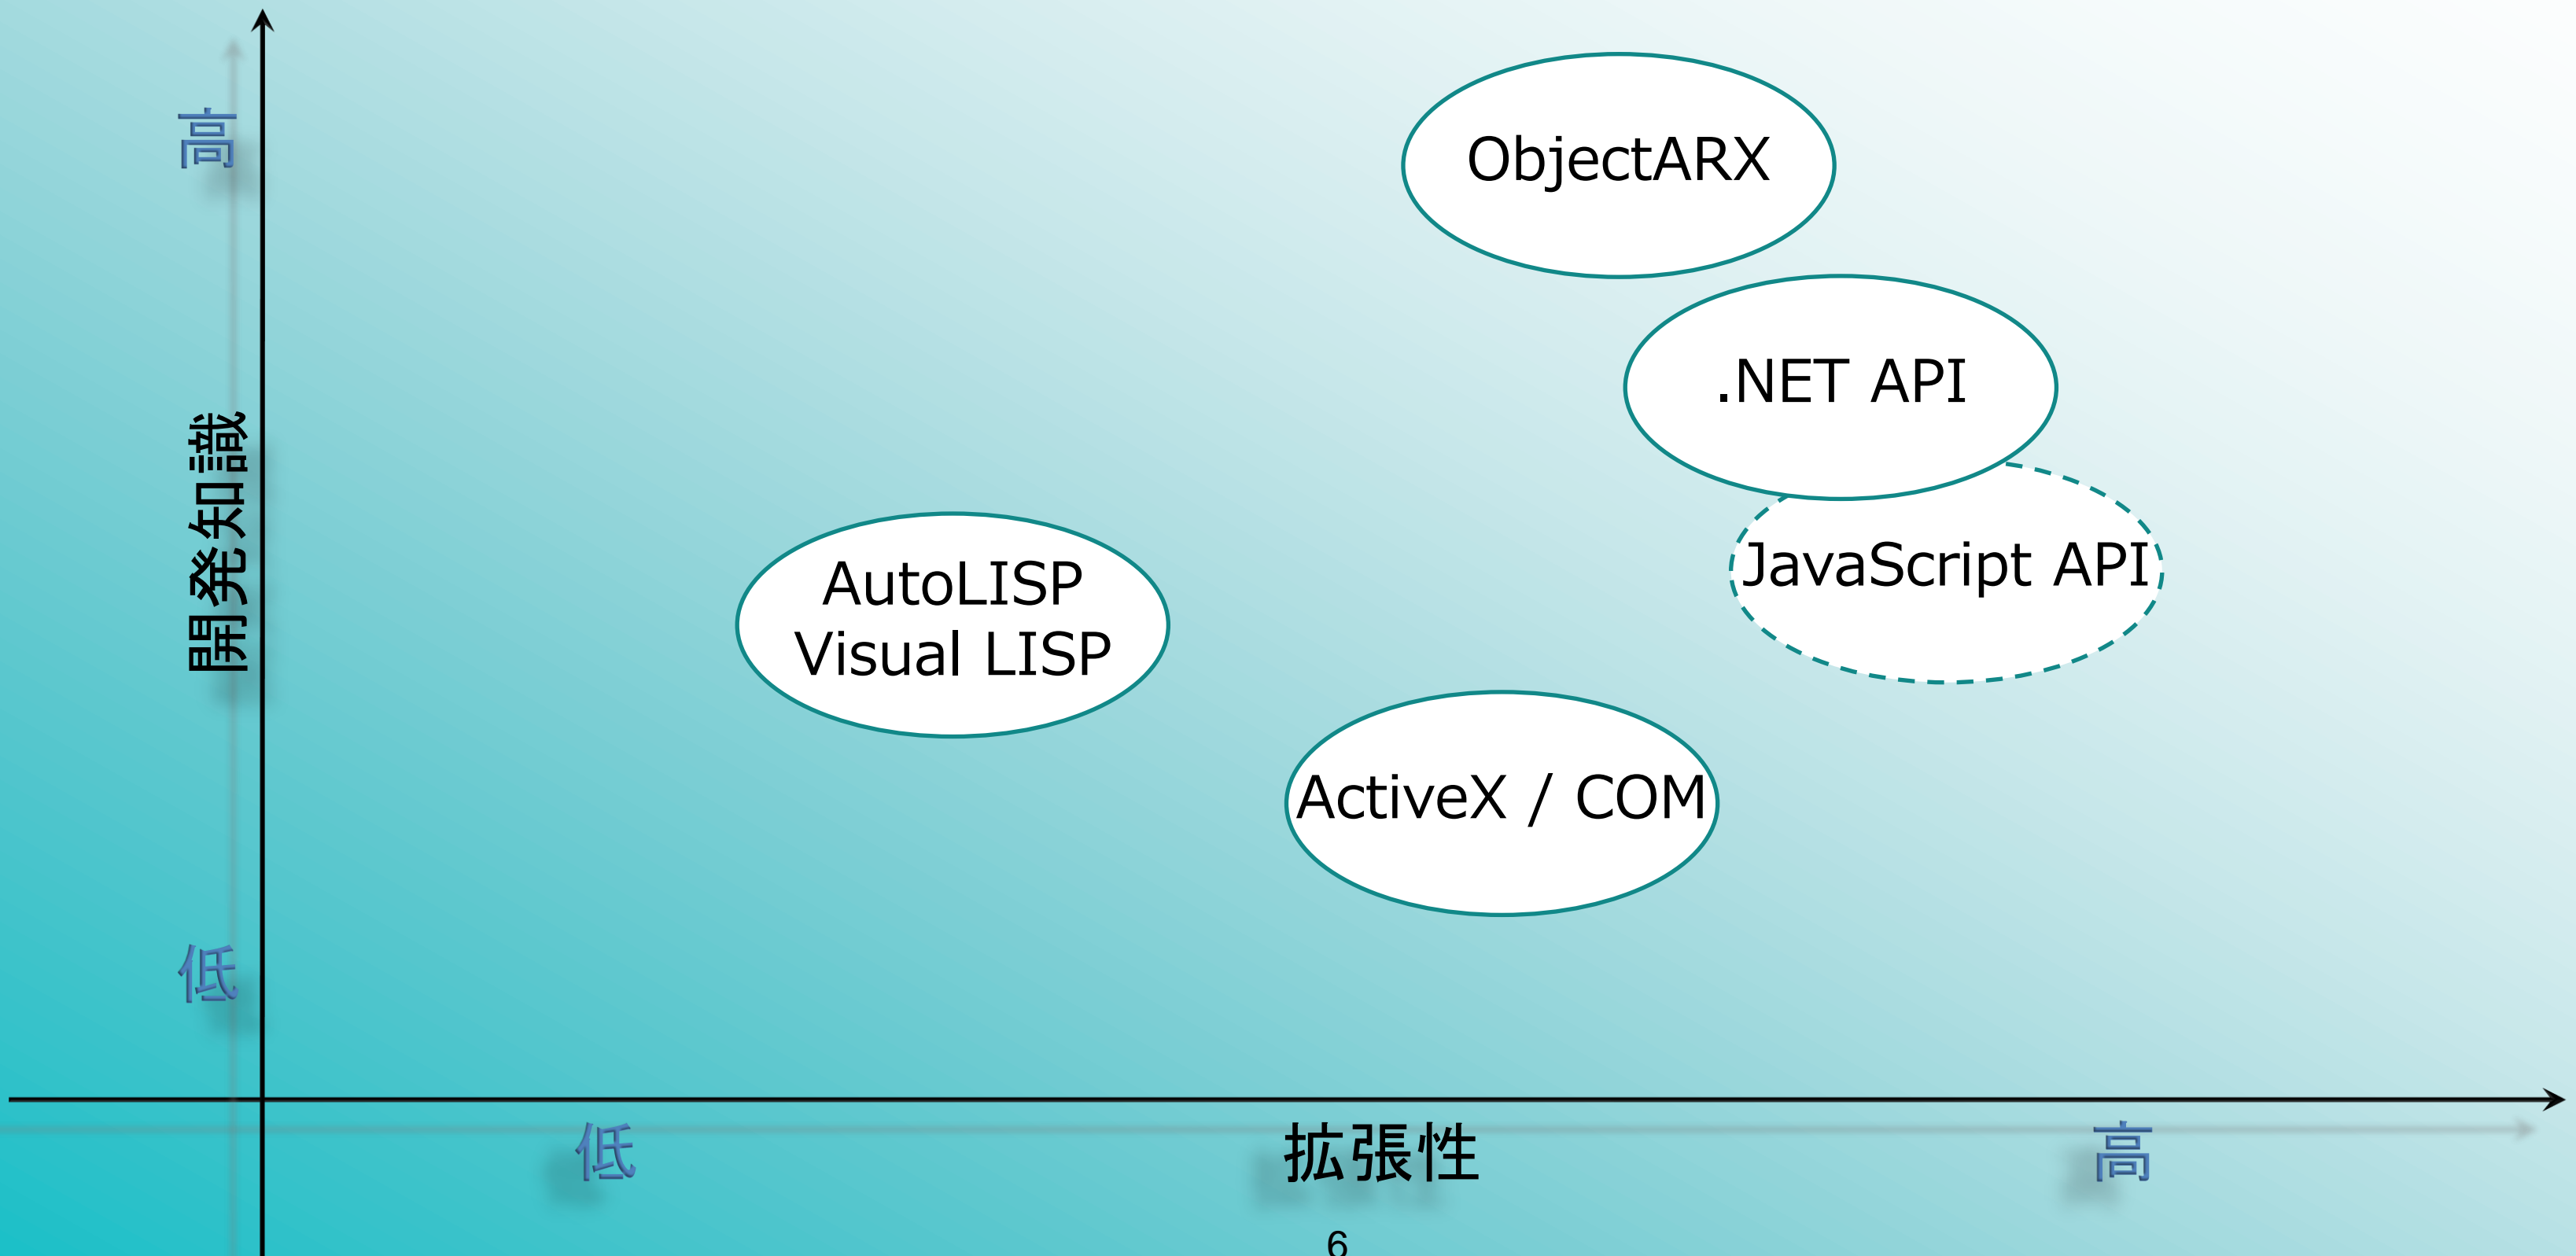 高
ObjectARX
.NET API
開発知識
JavaScript API
AutoLISP
Visual LISP
ActiveX / COM
低
低
拡張性
高
6